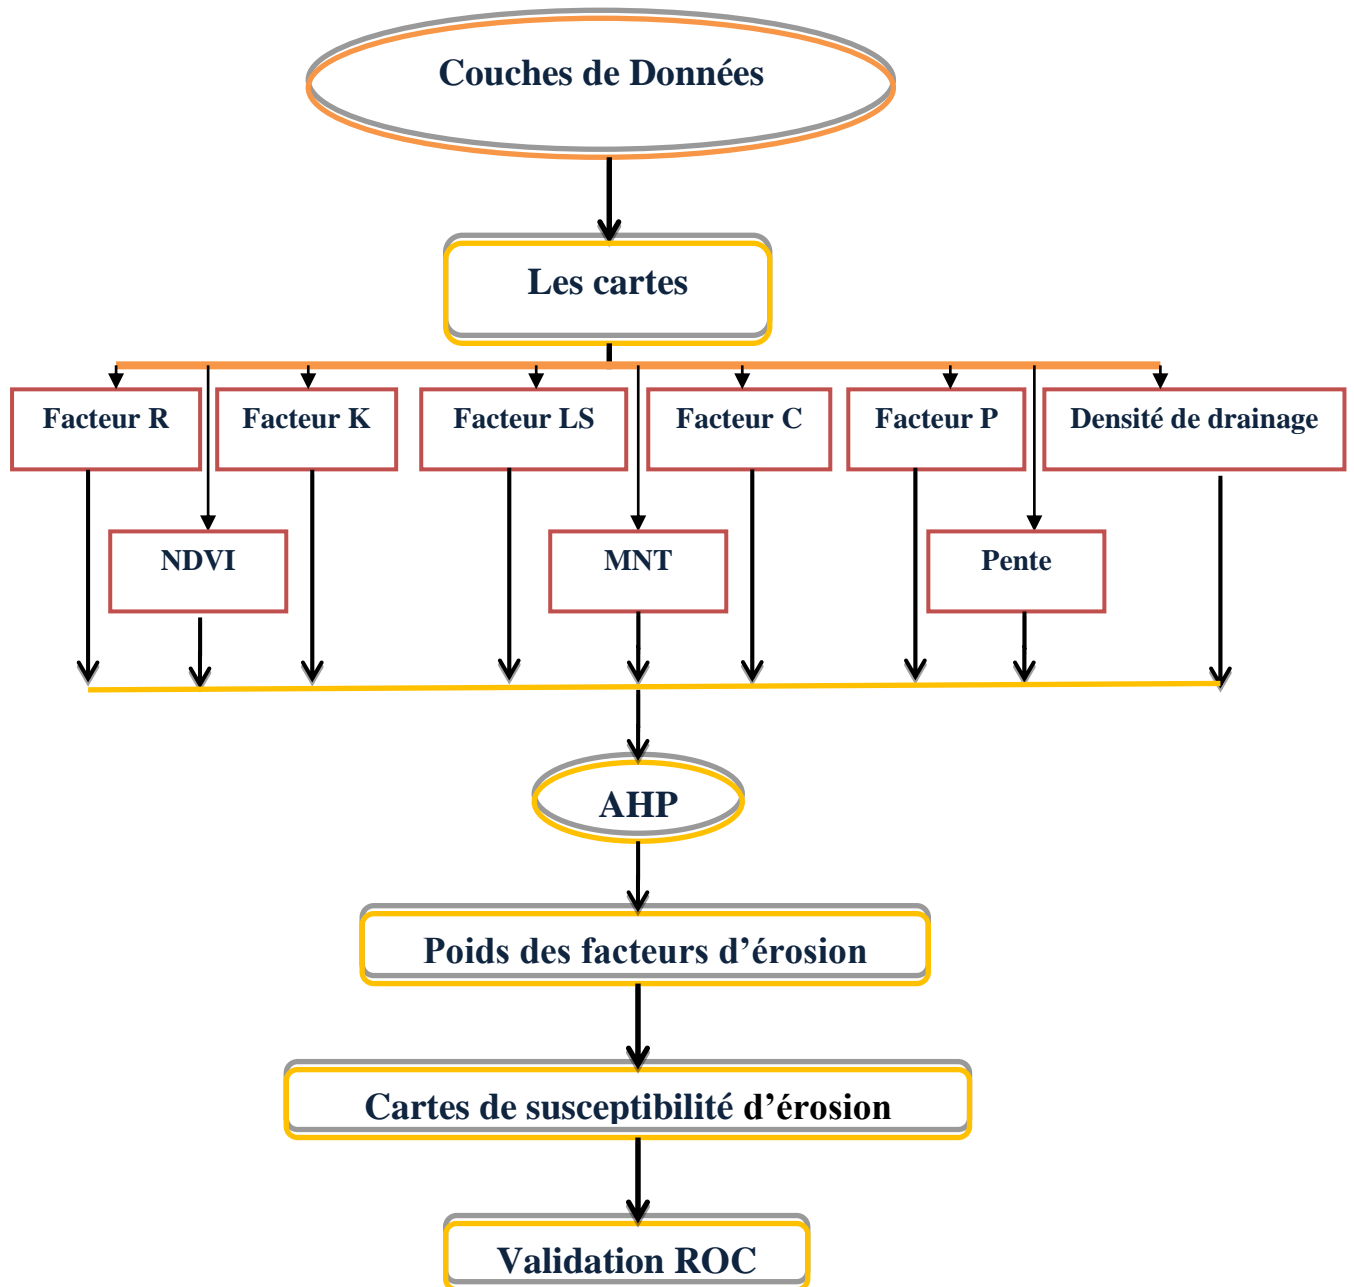 Couches de Données
Les cartes
Facteur R
Facteur K
Facteur LS
Facteur C
Facteur P
Densité de drainage
NDVI
MNT
Pente
AHP
Poids des facteurs d’érosion
Cartes de susceptibilité d’érosion
Validation ROC